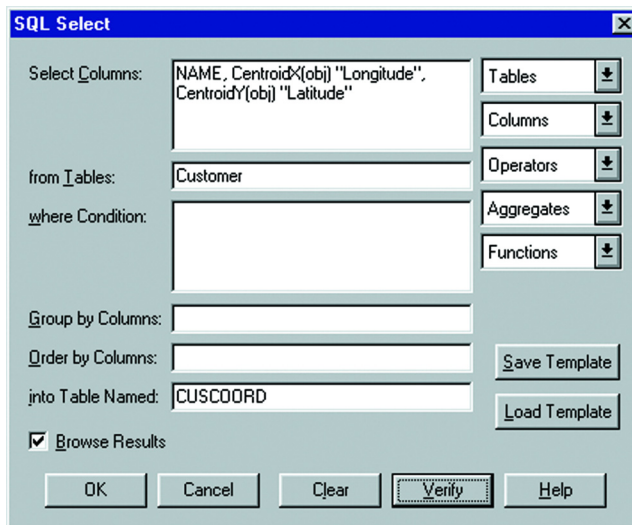 SQL Select
Select Columns:
NAME, CentroidX(obj) "Longitude",
CentroidY(obj) "Latitude"
Tables
Columns
Operators
Aggregates
Functions
from Tables:
Customer
where Condition:
Group by Columns:
Order by Columns:
into Table Named:
CUSCOORD
Save Template
Load Template
Browse Results
OK
Cancel
Clear
Verify
Help